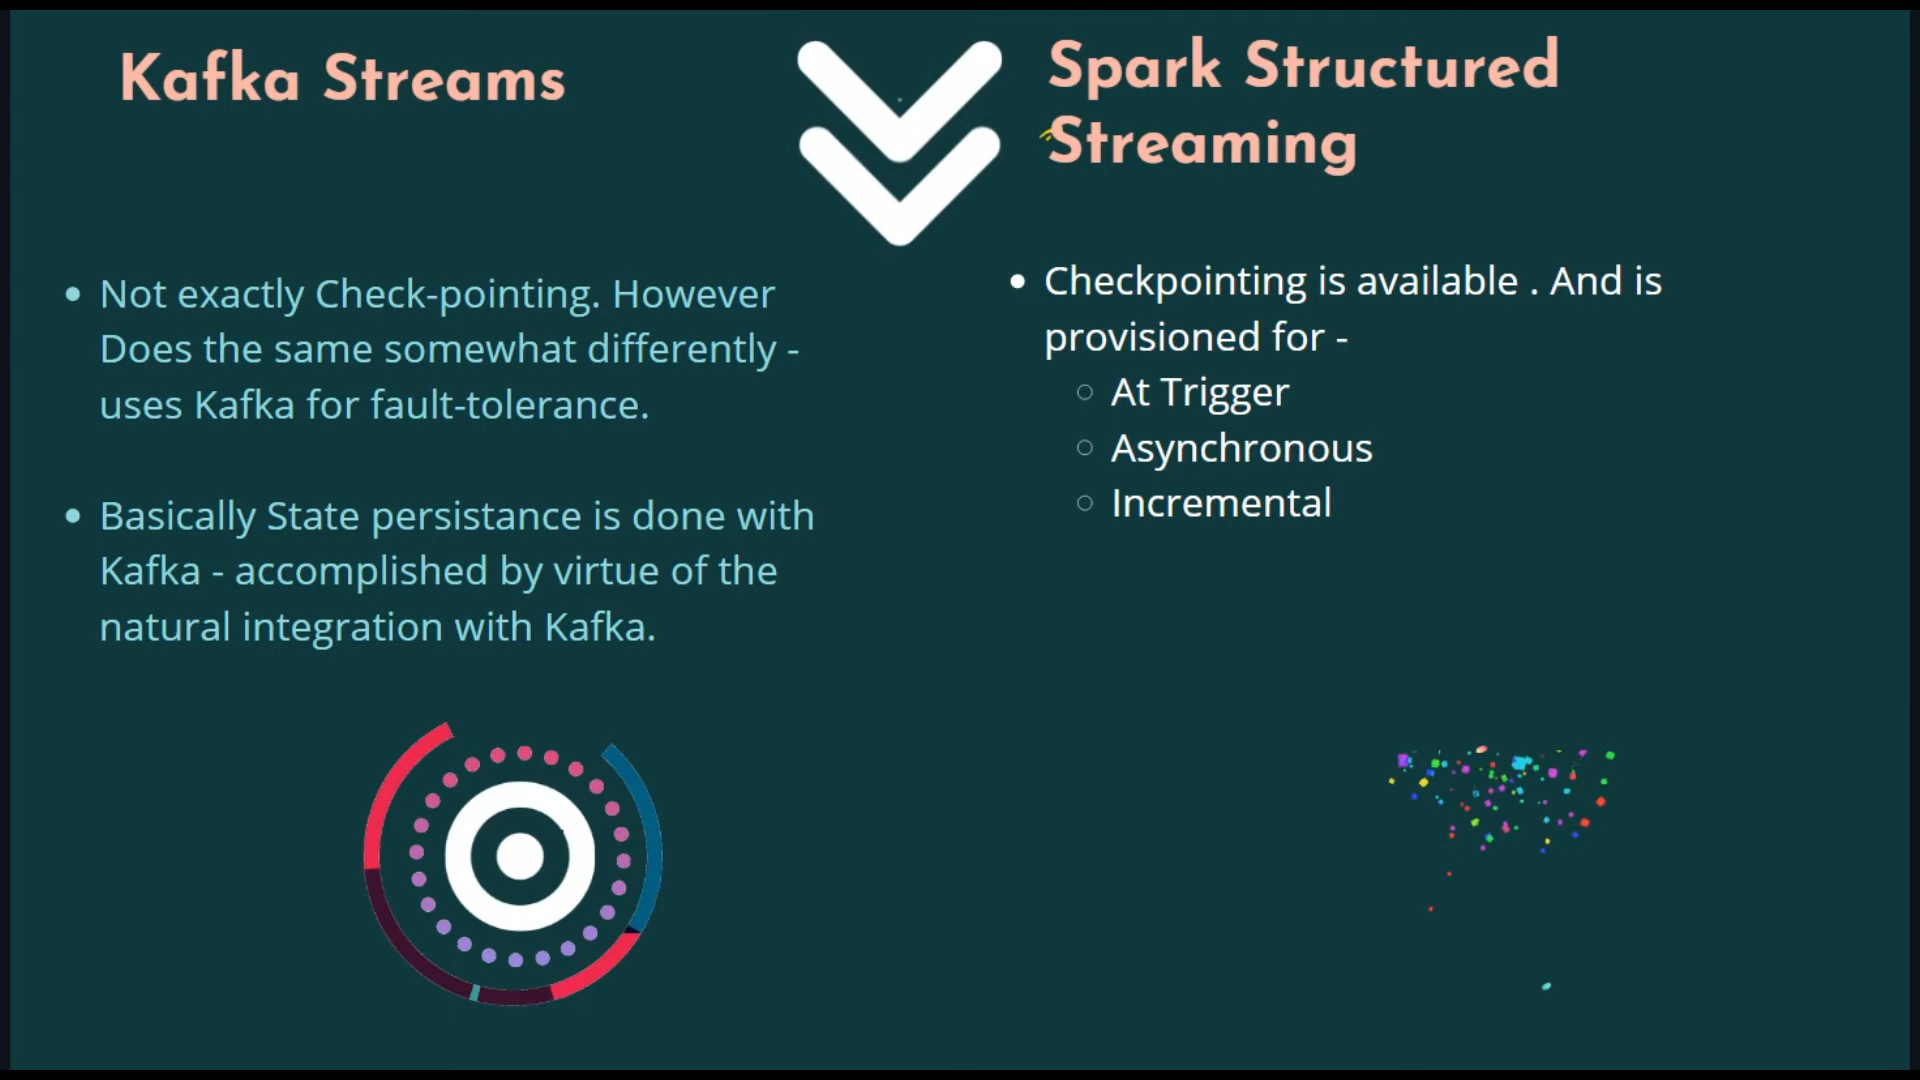 Kafka Streams
• Not exactly Check-pointing. However
Does the same somewhat differently -
uses Kafka for fault-tolerance.
• Basically State persistance is done with
Kafka - accomplished by virtue of the
natural integration with Kafka.
Spark Structured
Streaming
• Checkpointing is available . And is
provisioned for -
○ At Trigger
○ Asynchronous
○ Incremental